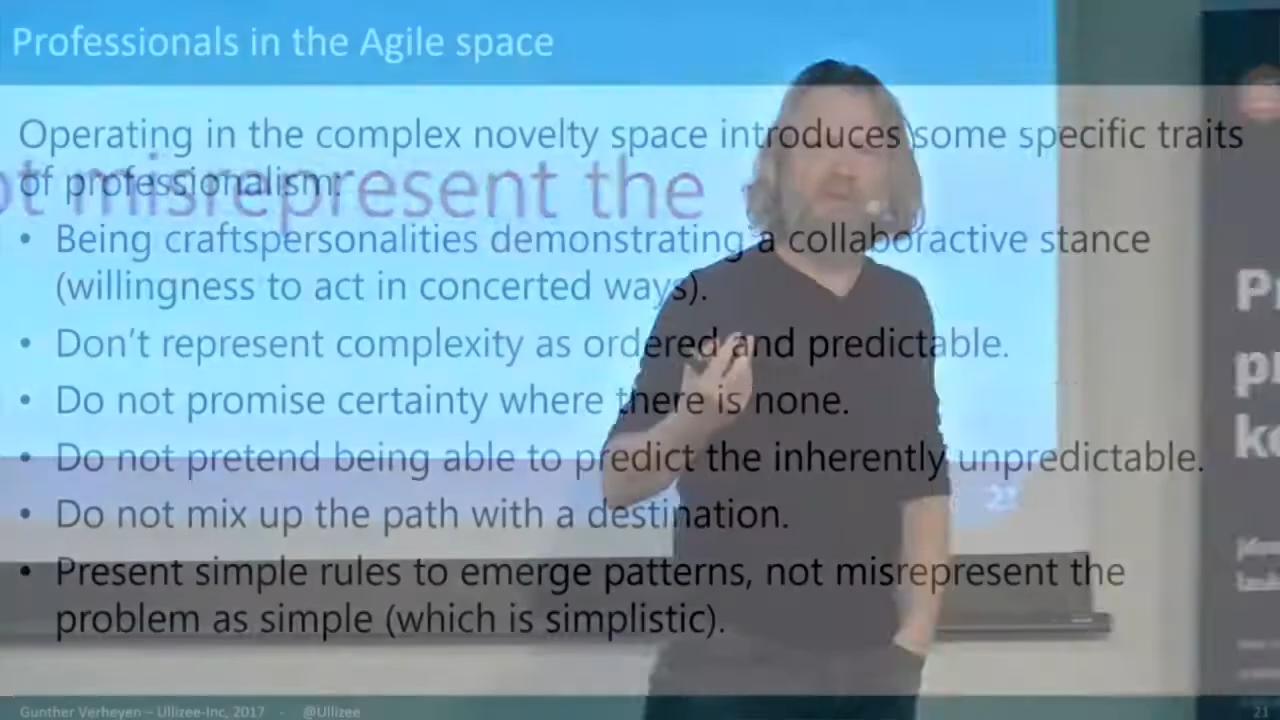 Professionals in the Agile space
Operating in the complex novelty space introduces some specific traits
of professionalism:
misrepresent the
• Being craftspersonalities demonstrating a collaboractive stance
(willingness to act in concerted ways).
• Don't represent complexity as ordered and predictable.
• Do not promise certainty where there is none.
• Do not pretend being able to predict the inherently unpredictable.
• Do not mix up the path with a destination.
• Present simple rules to emerge patterns, not misrepresent the
problem as simple (which is simplistic).
Gunther Verheyen – Ullizee-Inc, 2017 - @Ullizee
21